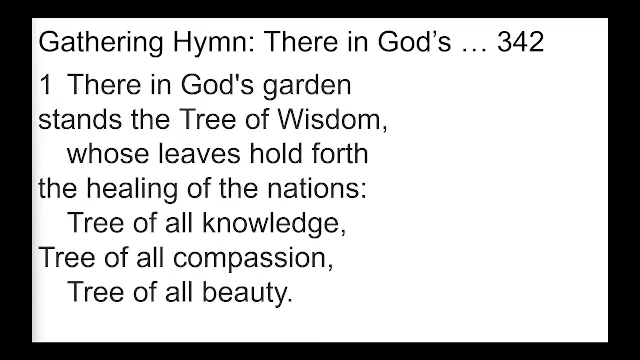 Gathering Hymn: There in God’s … 342
1 There in God's garden
stands the Tree of Wisdom,
whose leaves hold forth
the healing of the nations:
Tree of all knowledge,
Tree of all compassion,
Tree of all beauty.